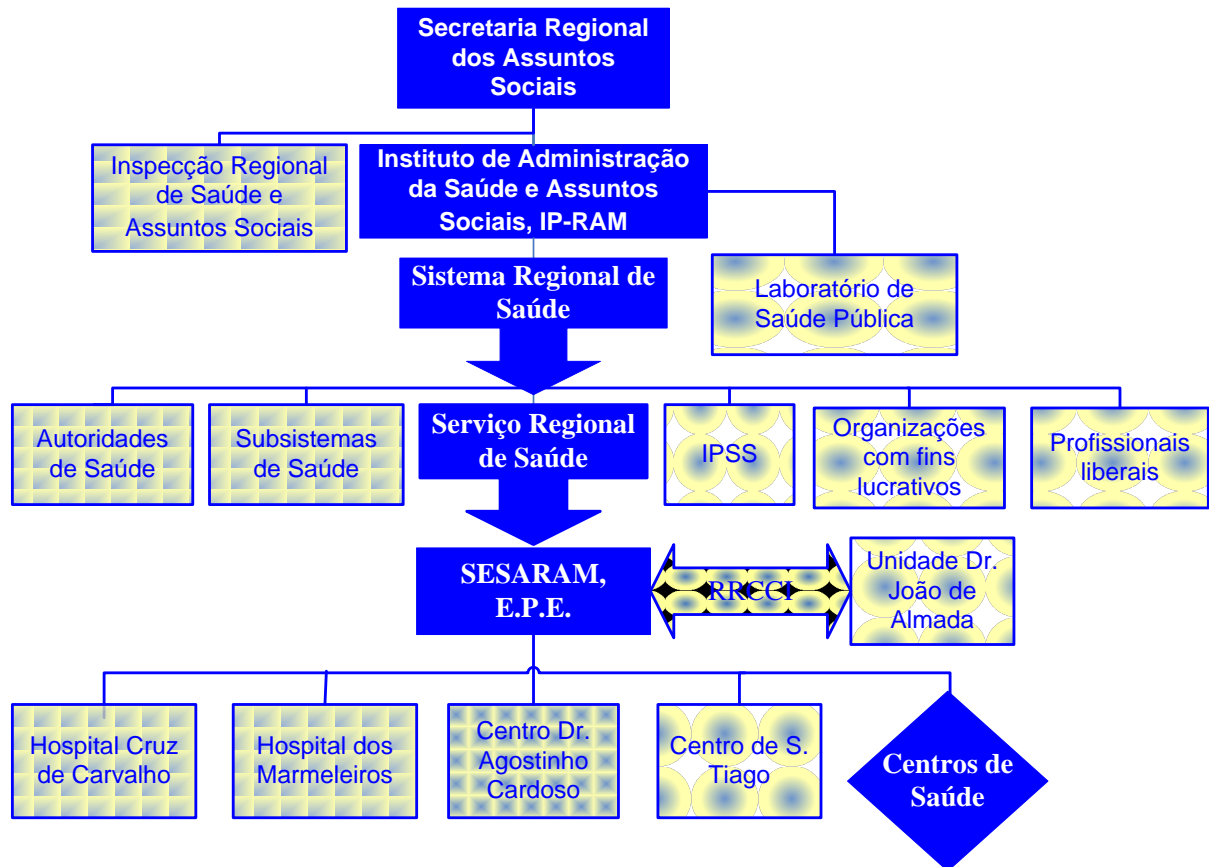 Secretaria Regional
dos Assuntos
Sociais
Inspecção Regional
de Saúde e
Assuntos Sociais
Instituto de Administração
da Saúde e Assuntos
Sociais, IP-RAM
Sistema Regional de
Saúde
Laboratório de
Saúde Pública
Autoridades
de Saúde
Subsistemas
de Saúde
Serviço Regional
de Saúde
IPSS
Organizações
com fins
lucrativos
Profissionais
liberais
SESARAM,
E.P.E.
RRCCI
Unidade Dr.
João de
Almada
Hospital Cruz
de Carvalho
Hospital dos
Marmeleiros
Centro Dr.
Agostinho
Cardoso
Centro de S.
Tiago
Centros de
Saúde